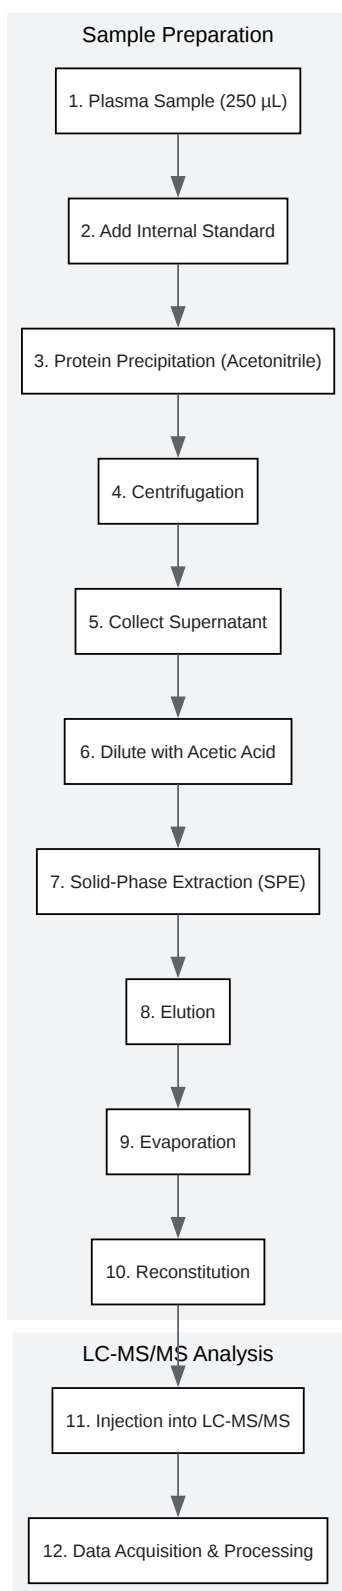 Sample Preparation
1. Plasma Sample (250 µL)
2. Add Internal Standard
3. Protein Precipitation (Acetonitrile)
4. Centrifugation
5. Collect Supernatant
6. Dilute with Acetic Acid
7. Solid-Phase Extraction (SPE)
8. Elution
9. Evaporation
10. Reconstitution
LC-MS/MS Analysis
11. Injection into LC-MS/MS
12. Data Acquisition & Processing